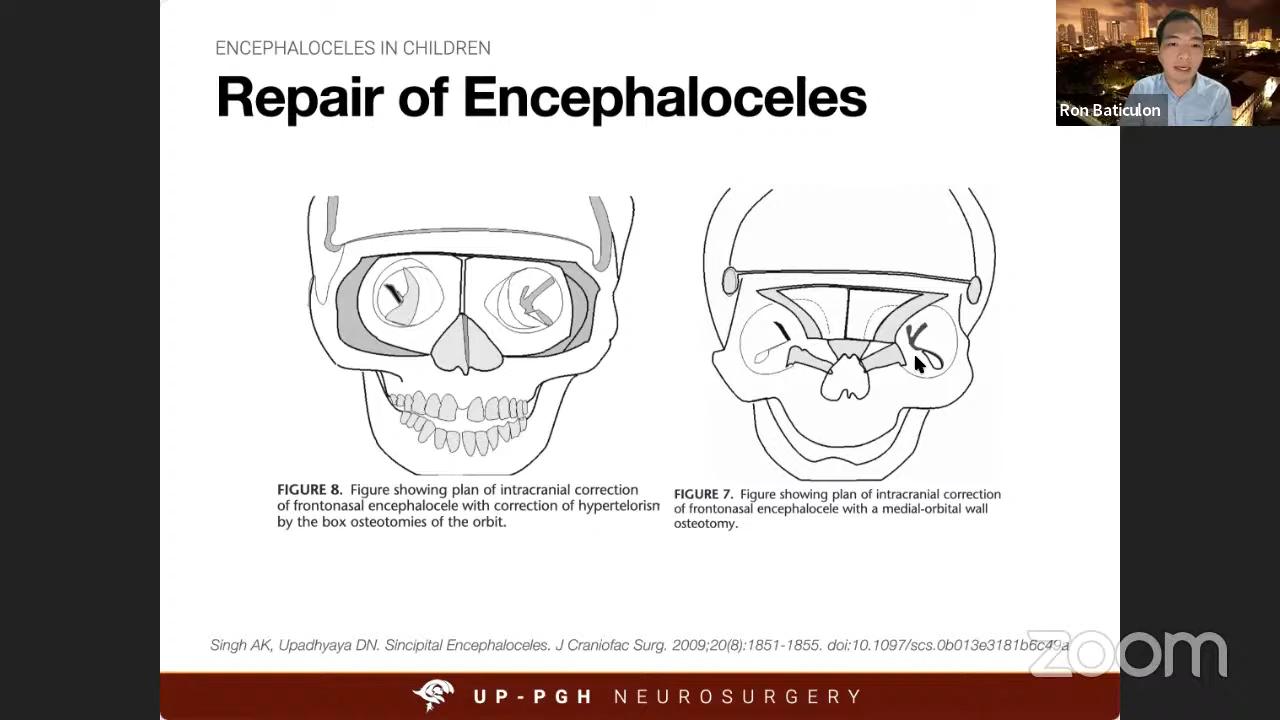 ENCEPHALOCELES IN CHILDREN
Repair of Encephaloceles
Ron Baticulon
FIGURE 8. Figure showing plan of intracranial correction
of frontonasal encephalocele with correction of hypertelorisn
by the box osteotomies of the orbit.
FIGURE 7. Figure showing plan of intracranial correction
of frontonasal encephalocele with a medial-orbital wall
osteotomy.
Singh AK, Upadhyaya DN. Sincipital Encephaloceles. J Craniofac Surg. 2009;20(8):1851-1855. doi:10.1097/scs.0b013e3181b6c49a
zoom
UP-PGH NEUROSURGERY